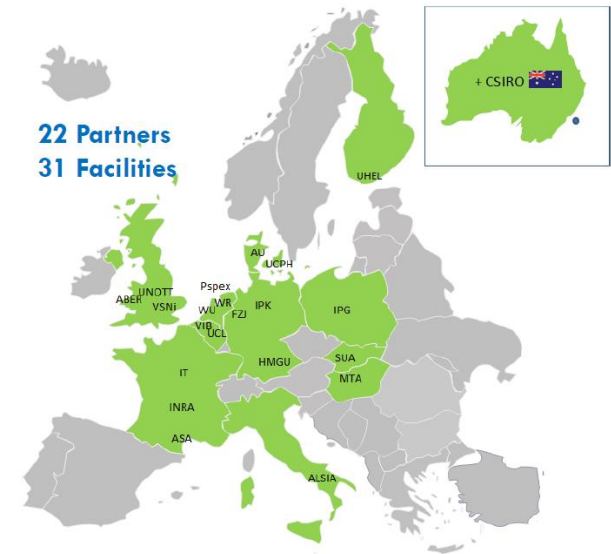 + CSIRO
22 Partners
31 Facilities
UHEL
AU
UCPH
Pspex
ABER
UNOTT
VSNi
WU
WR
FZJ
IPK
IPG
VIB
UCL
HMGU
SUA
MTA
IT
INRA
ASA
ALSIA